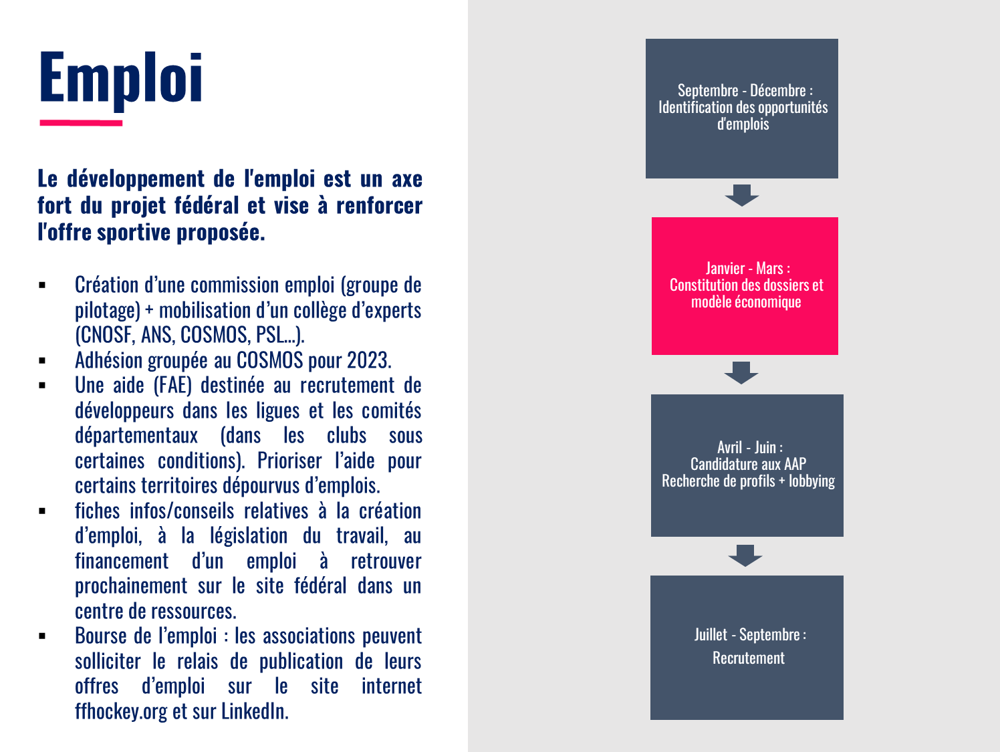 Emploi
Le développement de l'emploi est un axe
fort du projet fédéral et vise à renforcer
l'offre sportive proposée.
▪ Création d’une commission emploi (groupe de
pilotage) + mobilisation d’un collège d’experts
(CNOSF, ANS, COSMOS, PSL…).
▪ Adhésion groupée au COSMOS pour 2023.
▪ Une aide (FAE) destinée au recrutement de
développeurs dans les ligues et les comités
départementaux (dans les clubs sous
certaines conditions). Prioriser l’aide pour
certains territoires dépourvus d’emplois.
▪ fiches infos/conseils relatives à la création
d’emploi, à la législation du travail, au
financement d’un emploi à retrouver
prochainement sur le site fédéral dans un
centre de ressources.
▪ Bourse de l’emploi : les associations peuvent
solliciter le relais de publication de leurs
offres d’emploi sur le site internet
ffhockey.org et sur LinkedIn.
Septembre - Décembre :
Identification des opportunités
d'emplois
Janvier - Mars :
Constitution des dossiers et
modèle économique
Avril - Juin :
Candidature aux AAP
Recherche de profils + lobbying
Juillet - Septembre :
Recrutement